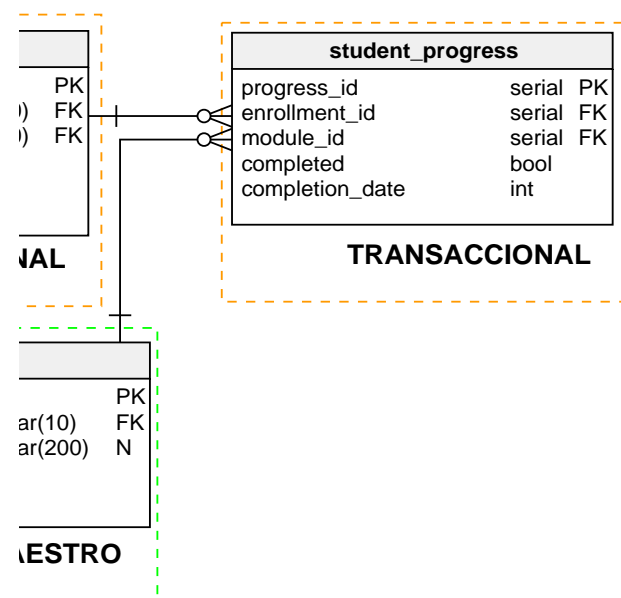 student_progress
progress_id serial PK
enrollment_id serial FK
module_id serial FK
completed bool
completion_date int
TRANSACCIONAL
PK
) FK
) FK
NAL
PK
ar(10) FK
ar(200) N
AESTRO